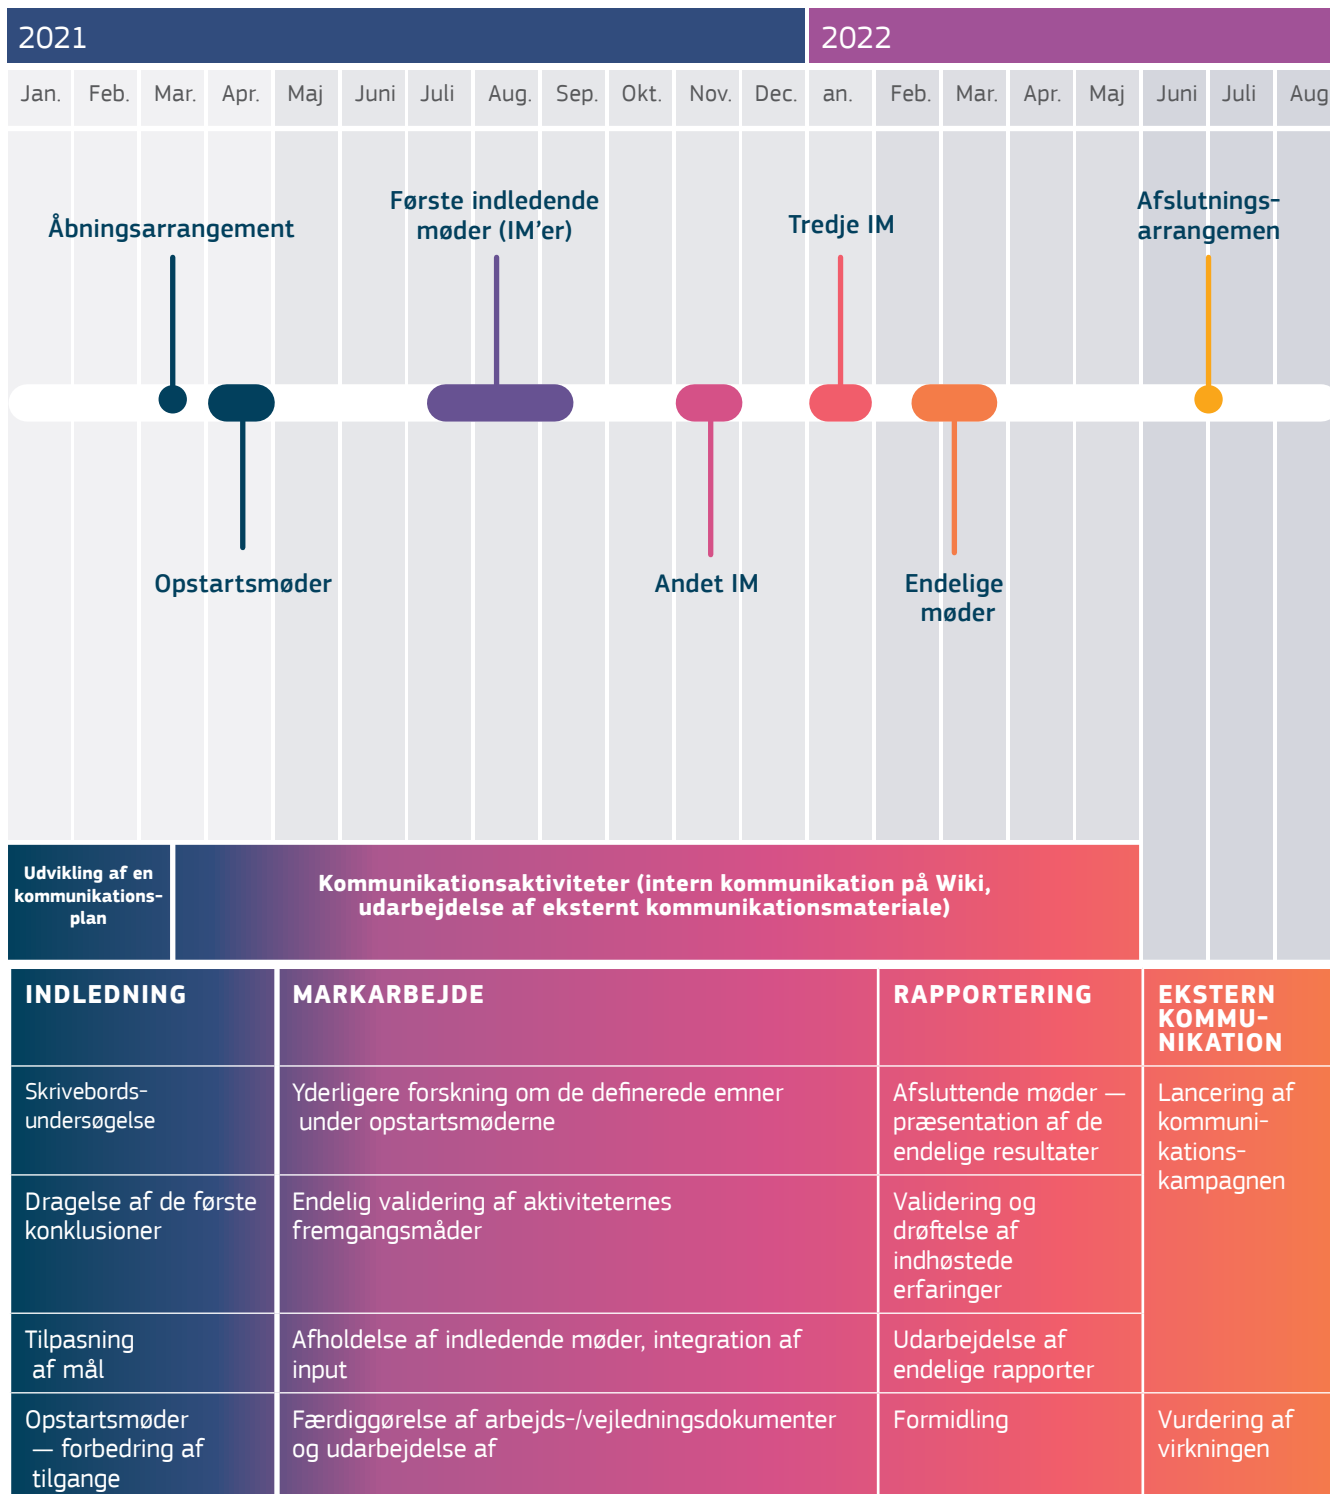 2021
2022
Jan. Feb. Mar. Apr. Maj Juni Juli Aug. Sep. Okt. Nov. Dec. an. Feb. Mar. Apr. Maj Juni Juli Aug
Åbningsarrangement
Første indledende
møder (IM'er)
Tredje IM
Afslutnings-
arrangemen
Opstartsmøder
Andet IM
Endelige
møder
Udvikling af en
kommunikations-
plan
Kommunikationsaktiviteter (intern kommunikation på Wiki,
udarbejdelse af eksternt kommunikationsmateriale)
INDLEDNING
MARKARBEJDE
RAPPORTERING
EKSTERN
KOMMU-
NIKATION
Skrivebords-
undersøgelse
Yderligere forskning om de definerede emner
under opstartsmøderne
Afsluttende møder —
præsentation af de
endelige resultater
Lancering af
kommuni-
kations-
kampagnen
Dragelse af de første
konklusioner
Endelig validering af aktiviteternes
fremgangsmåder
Validering og
drøftelse af
indhøstede
erfaringer
Tilpasning
af mål
Afholdelse af indledende møder, integration af
input
Udarbejdelse af
endelige rapporter
Opstartsmøder
— forbedring af
tilgange
Færdiggørelse af arbejds-/vejledningsdokumenter
og udarbejdelse af
Formidling
Vurdering af
virkningen